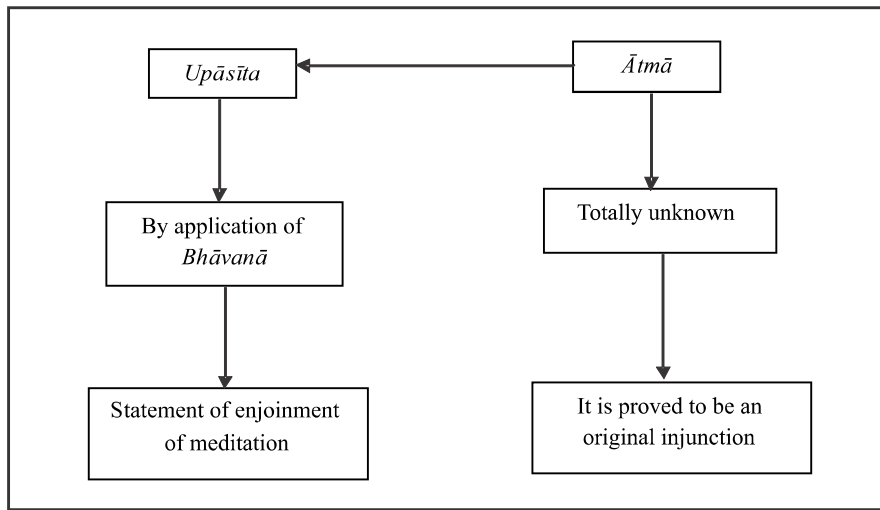 Upāsīta
Ātmā
By application of
Bhāvanā
Totally unknown
Statement of enjoinment
of meditation
It is proved to be an
original injunction